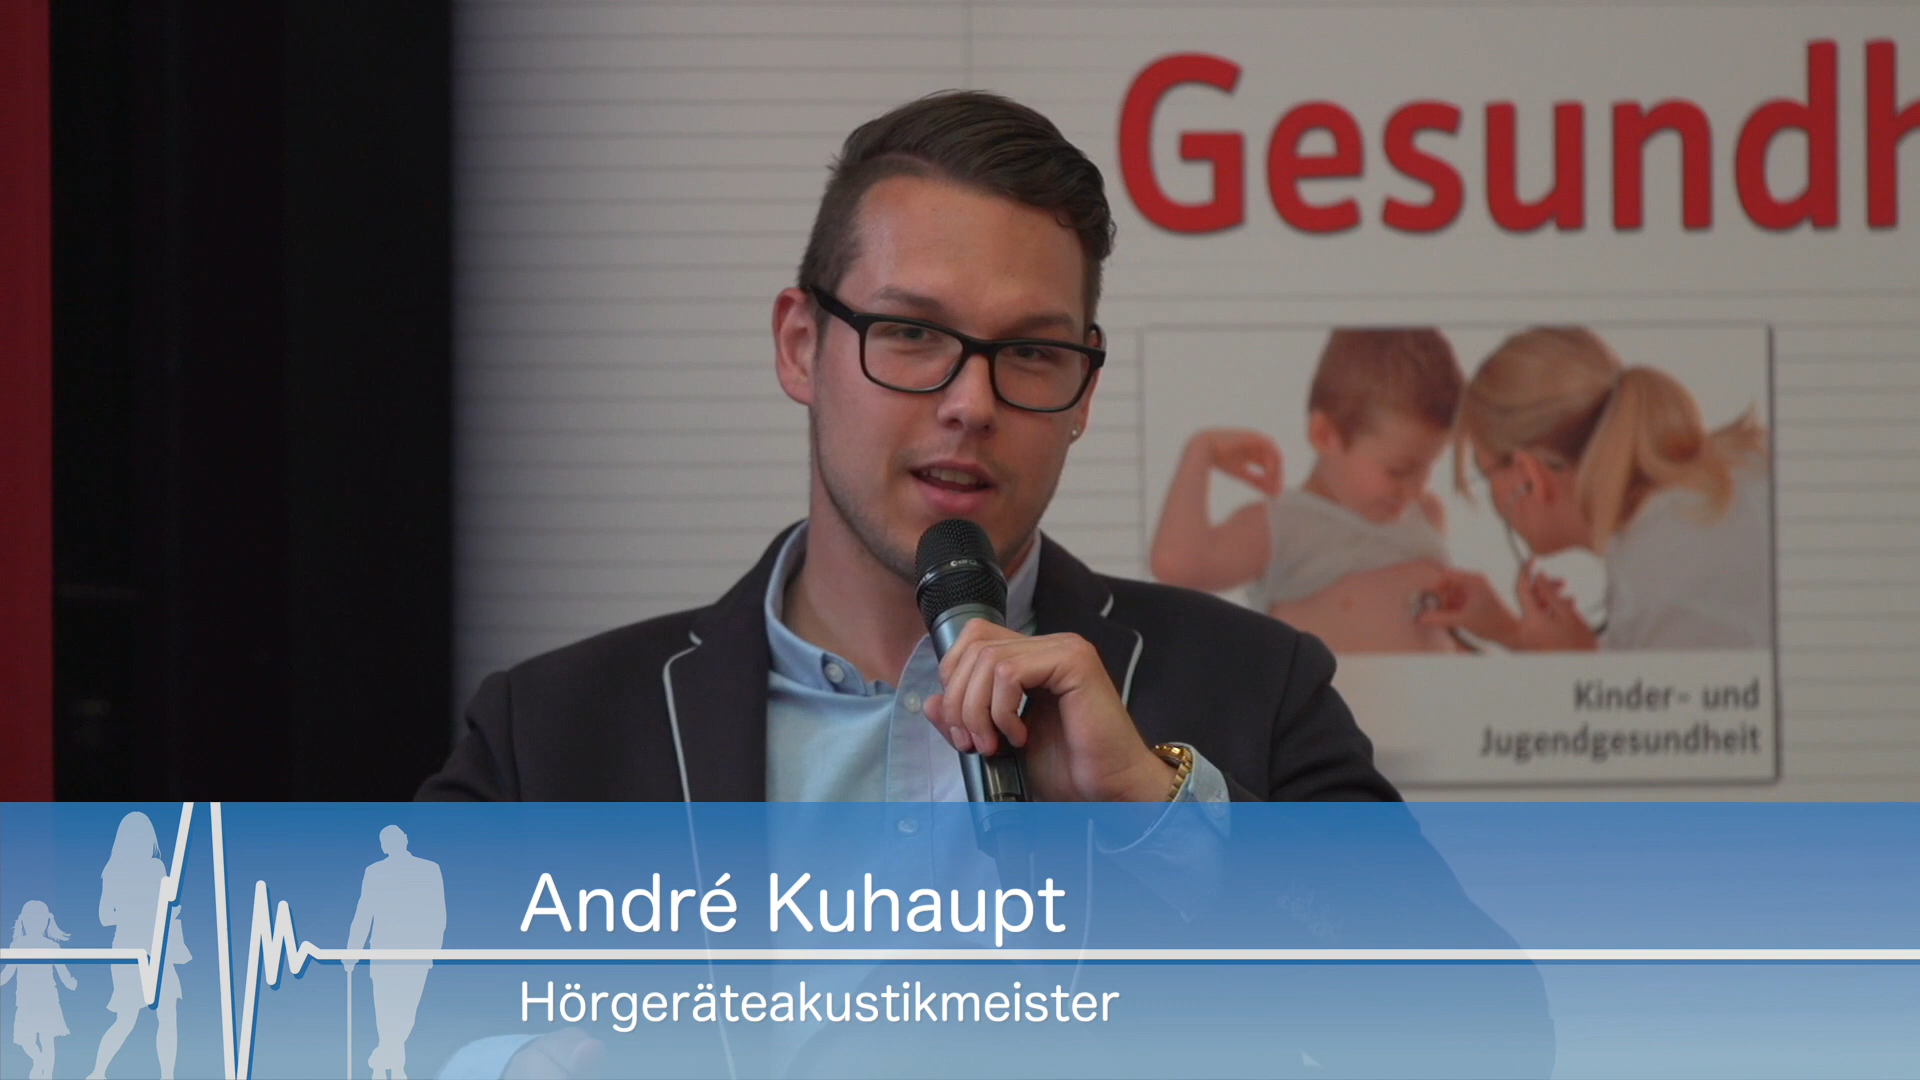 Gesundh
Kinder- und
Jugendgesundheit
André Kuhaupt
Hörgeräteakustikmeister